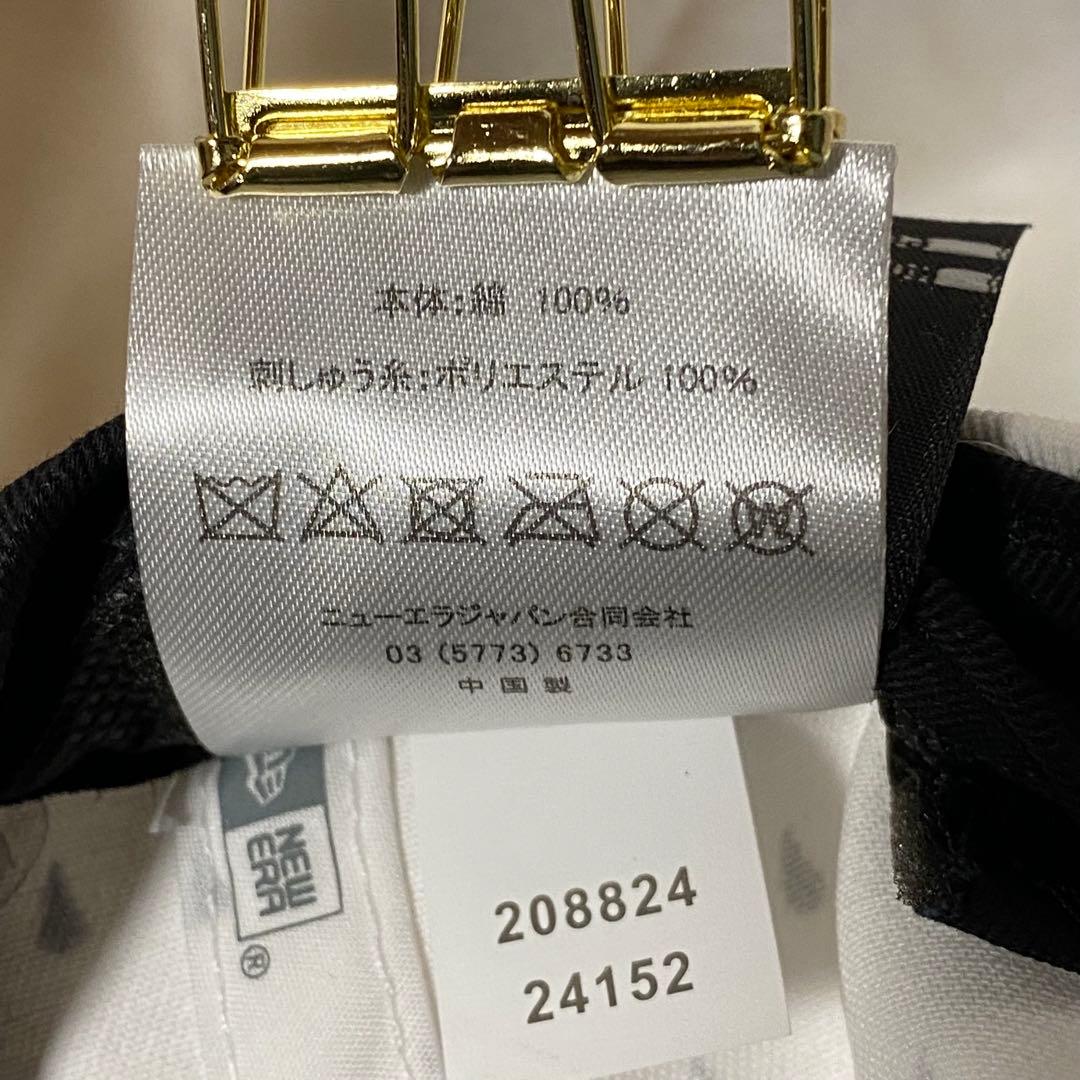 本体:綿 100%
刺しゅう糸:ポリエステル 100%
W
ニューエラジャパン合同会社
03 (5773) 6733
中国製
NEW
ERA
®
208824
24152